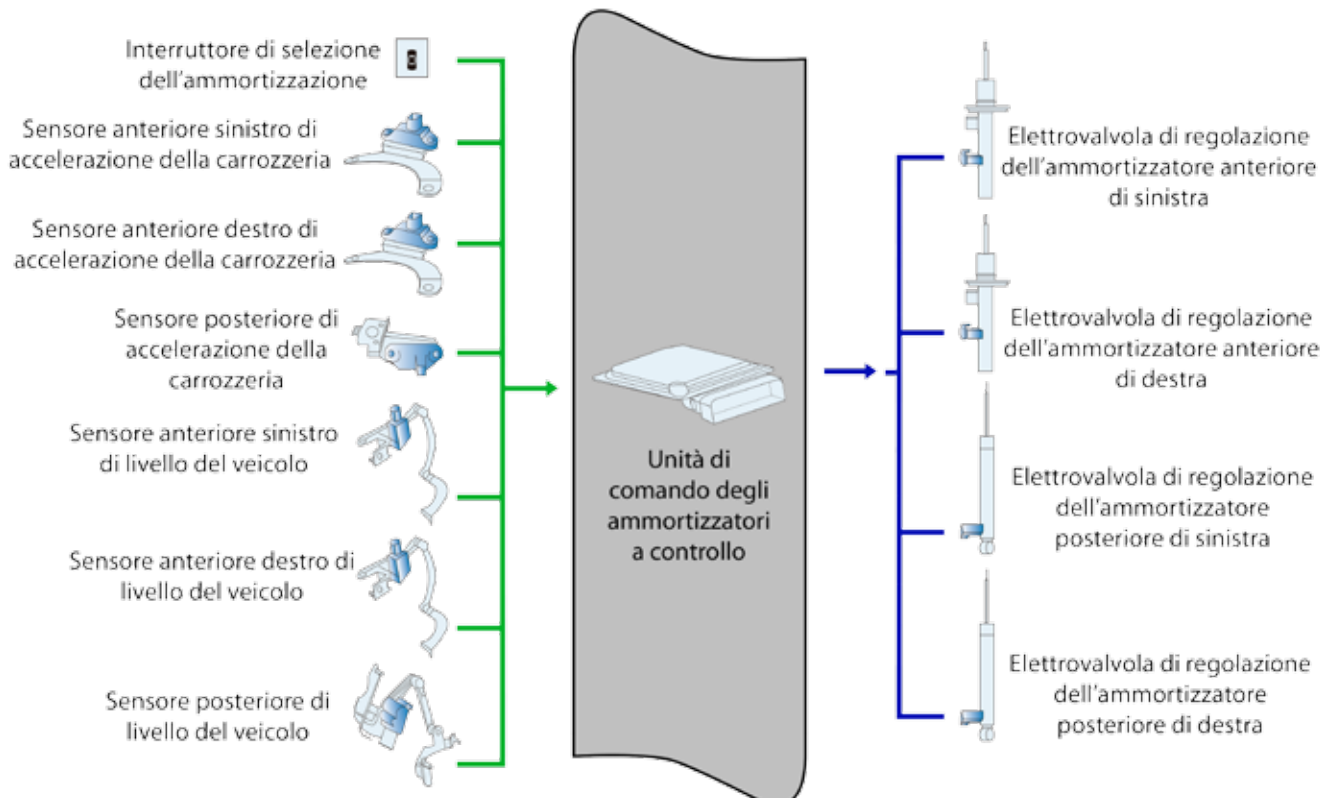 Interruttore di selezione
dell'ammortizzazione
Sensore anteriore sinistro di
accelerazione della carrozzeria
Sensore anteriore destro di
accelerazione della carrozzeria
Sensore posteriore di
accelerazione della
carrozzeria
Sensore anteriore sinistro
di livello del veicolo
Sensore anteriore destro di
livello del veicolo
Sensore posteriore di
livello del veicolo
Unità di
comando degli
ammortizzatori
a controllo
Elettrovalvola di regolazione
dell'ammortizzatore anteriore
di sinistra
Elettrovalvola di regolazione
dell'ammortizzatore anteriore
di destra
Elettrovalvola di regolazione
dell'ammortizzatore
posteriore di sinistra
Elettrovalvola di regolazione
dell'ammortizzatore
posteriore di destra